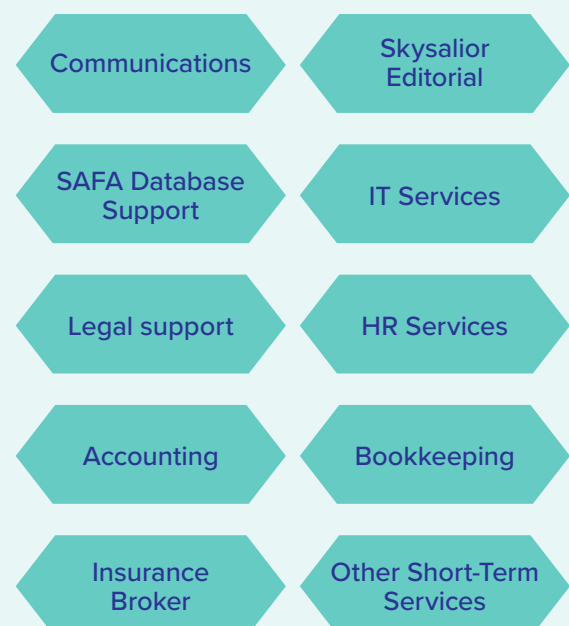 Communications
Skysalior
Editorial
SAFA Database
Support
IT Services
Legal support
HR Services
Accounting
Bookkeeping
Insurance
Broker
Other Short-Term
Services